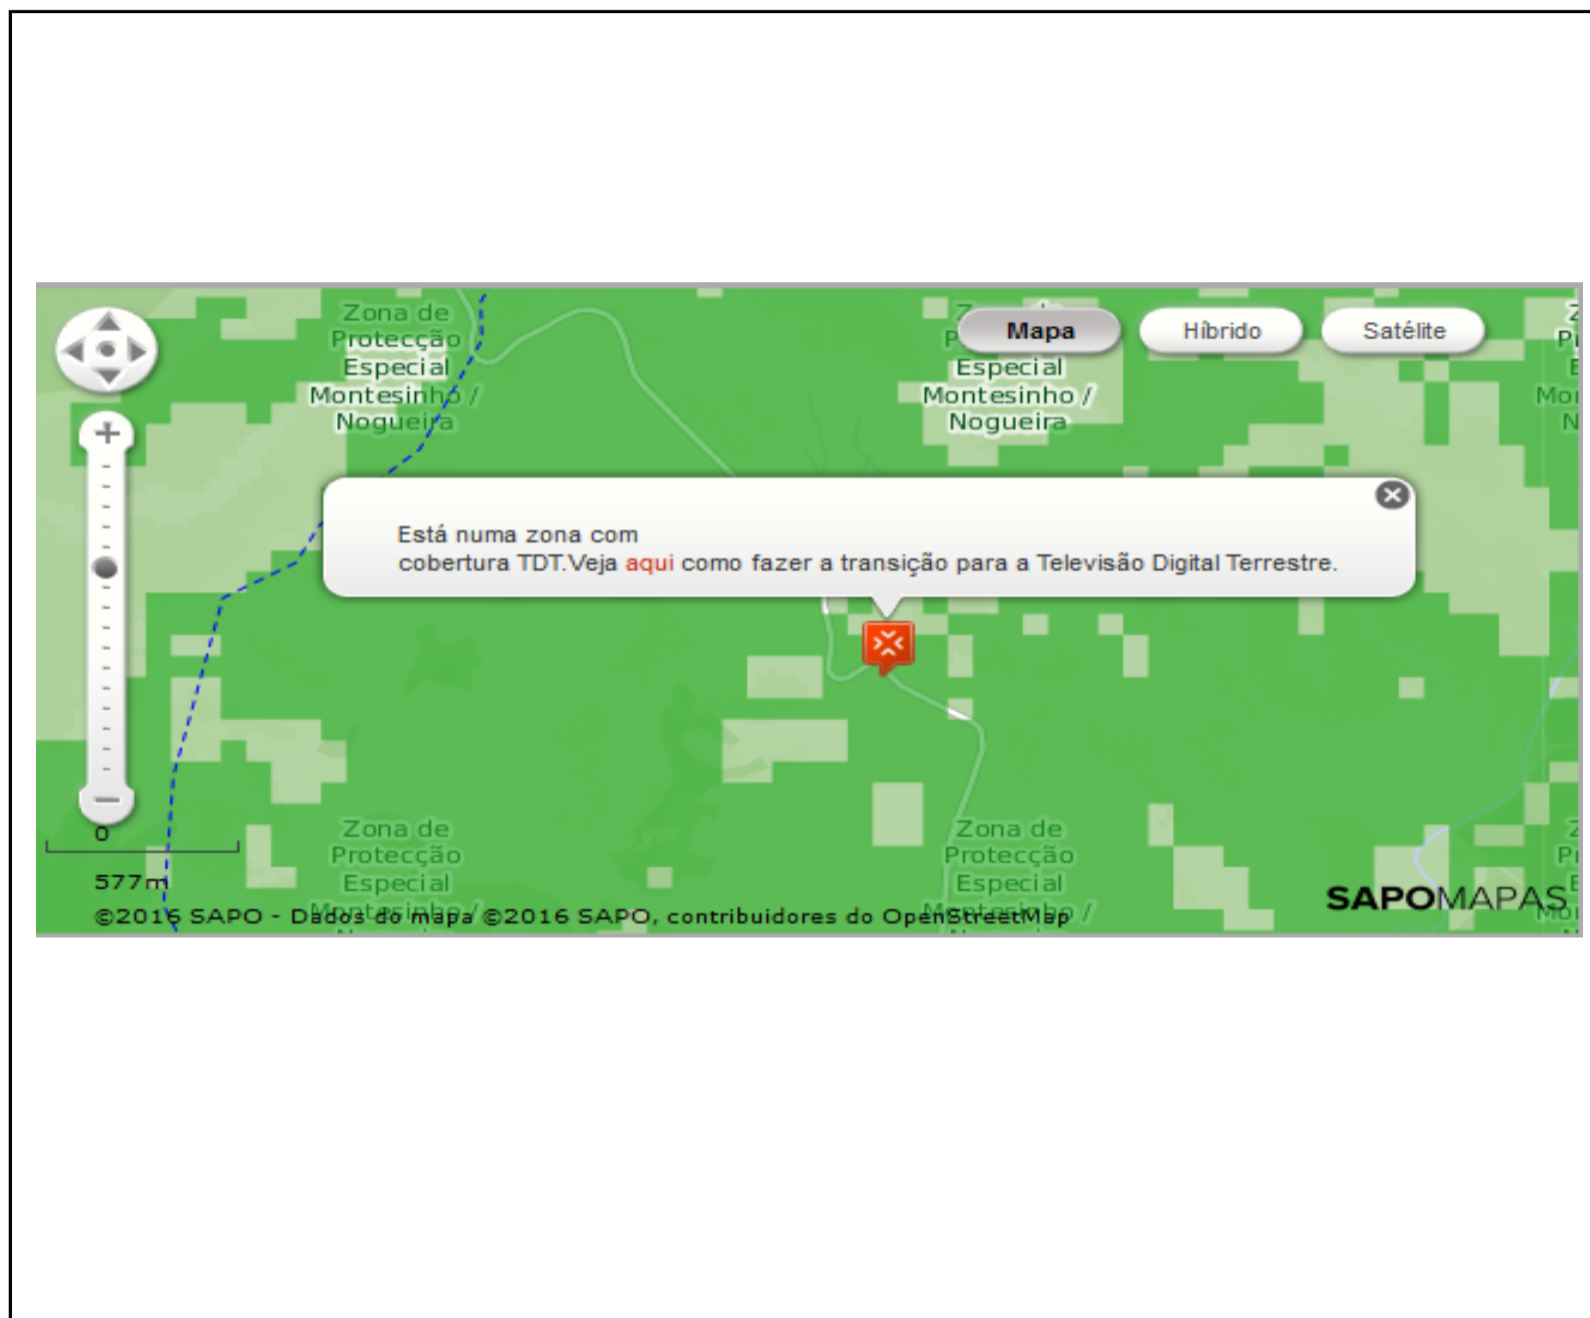 Zona de
Protecção
Especial
Montesinho /
Nogueira
Especial
Montesinho /
Nogueira
Mapa
Híbrido
Satélite
+
Está numa zona com
cobertura TDT.Veja aqui como fazer a transição para a Televisão Digital Terrestre.
0
577m
Zona de
Protecção
Especial
Montesinho /
Zona de
Protecção
Especial
Montesinho /
SAPOMAPAS
©2016 SAPO - Dados do mapa ©2016 SAPO, contribuidores do OpenStreetMap